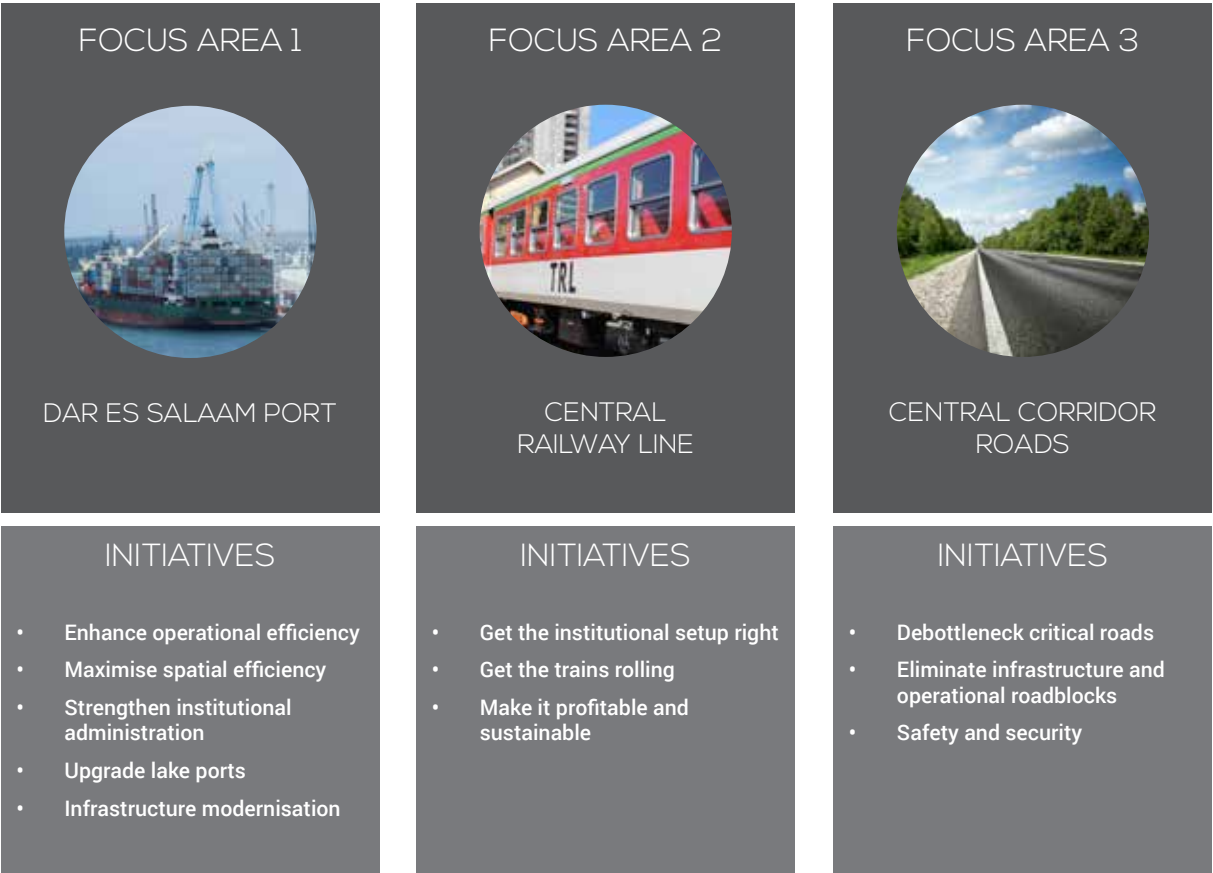 FOCUS AREA 1
TRL
DAR ES SALAAM PORT
INITIATIVES
• Enhance operational efficiency
• Maximise spatial efficiency
• Strengthen institutional
administration
• Upgrade lake ports
• Infrastructure modernisation
FOCUS AREA 2
CENTRAL
RAILWAY LINE
INITIATIVES
• Get the institutional setup right
• Get the trains rolling
• Make it profitable and
sustainable
FOCUS AREA 3
CENTRAL CORRIDOR
ROADS
INITIATIVES
• Debottleneck critical roads
• Eliminate infrastructure and
operational roadblocks
• Safety and security